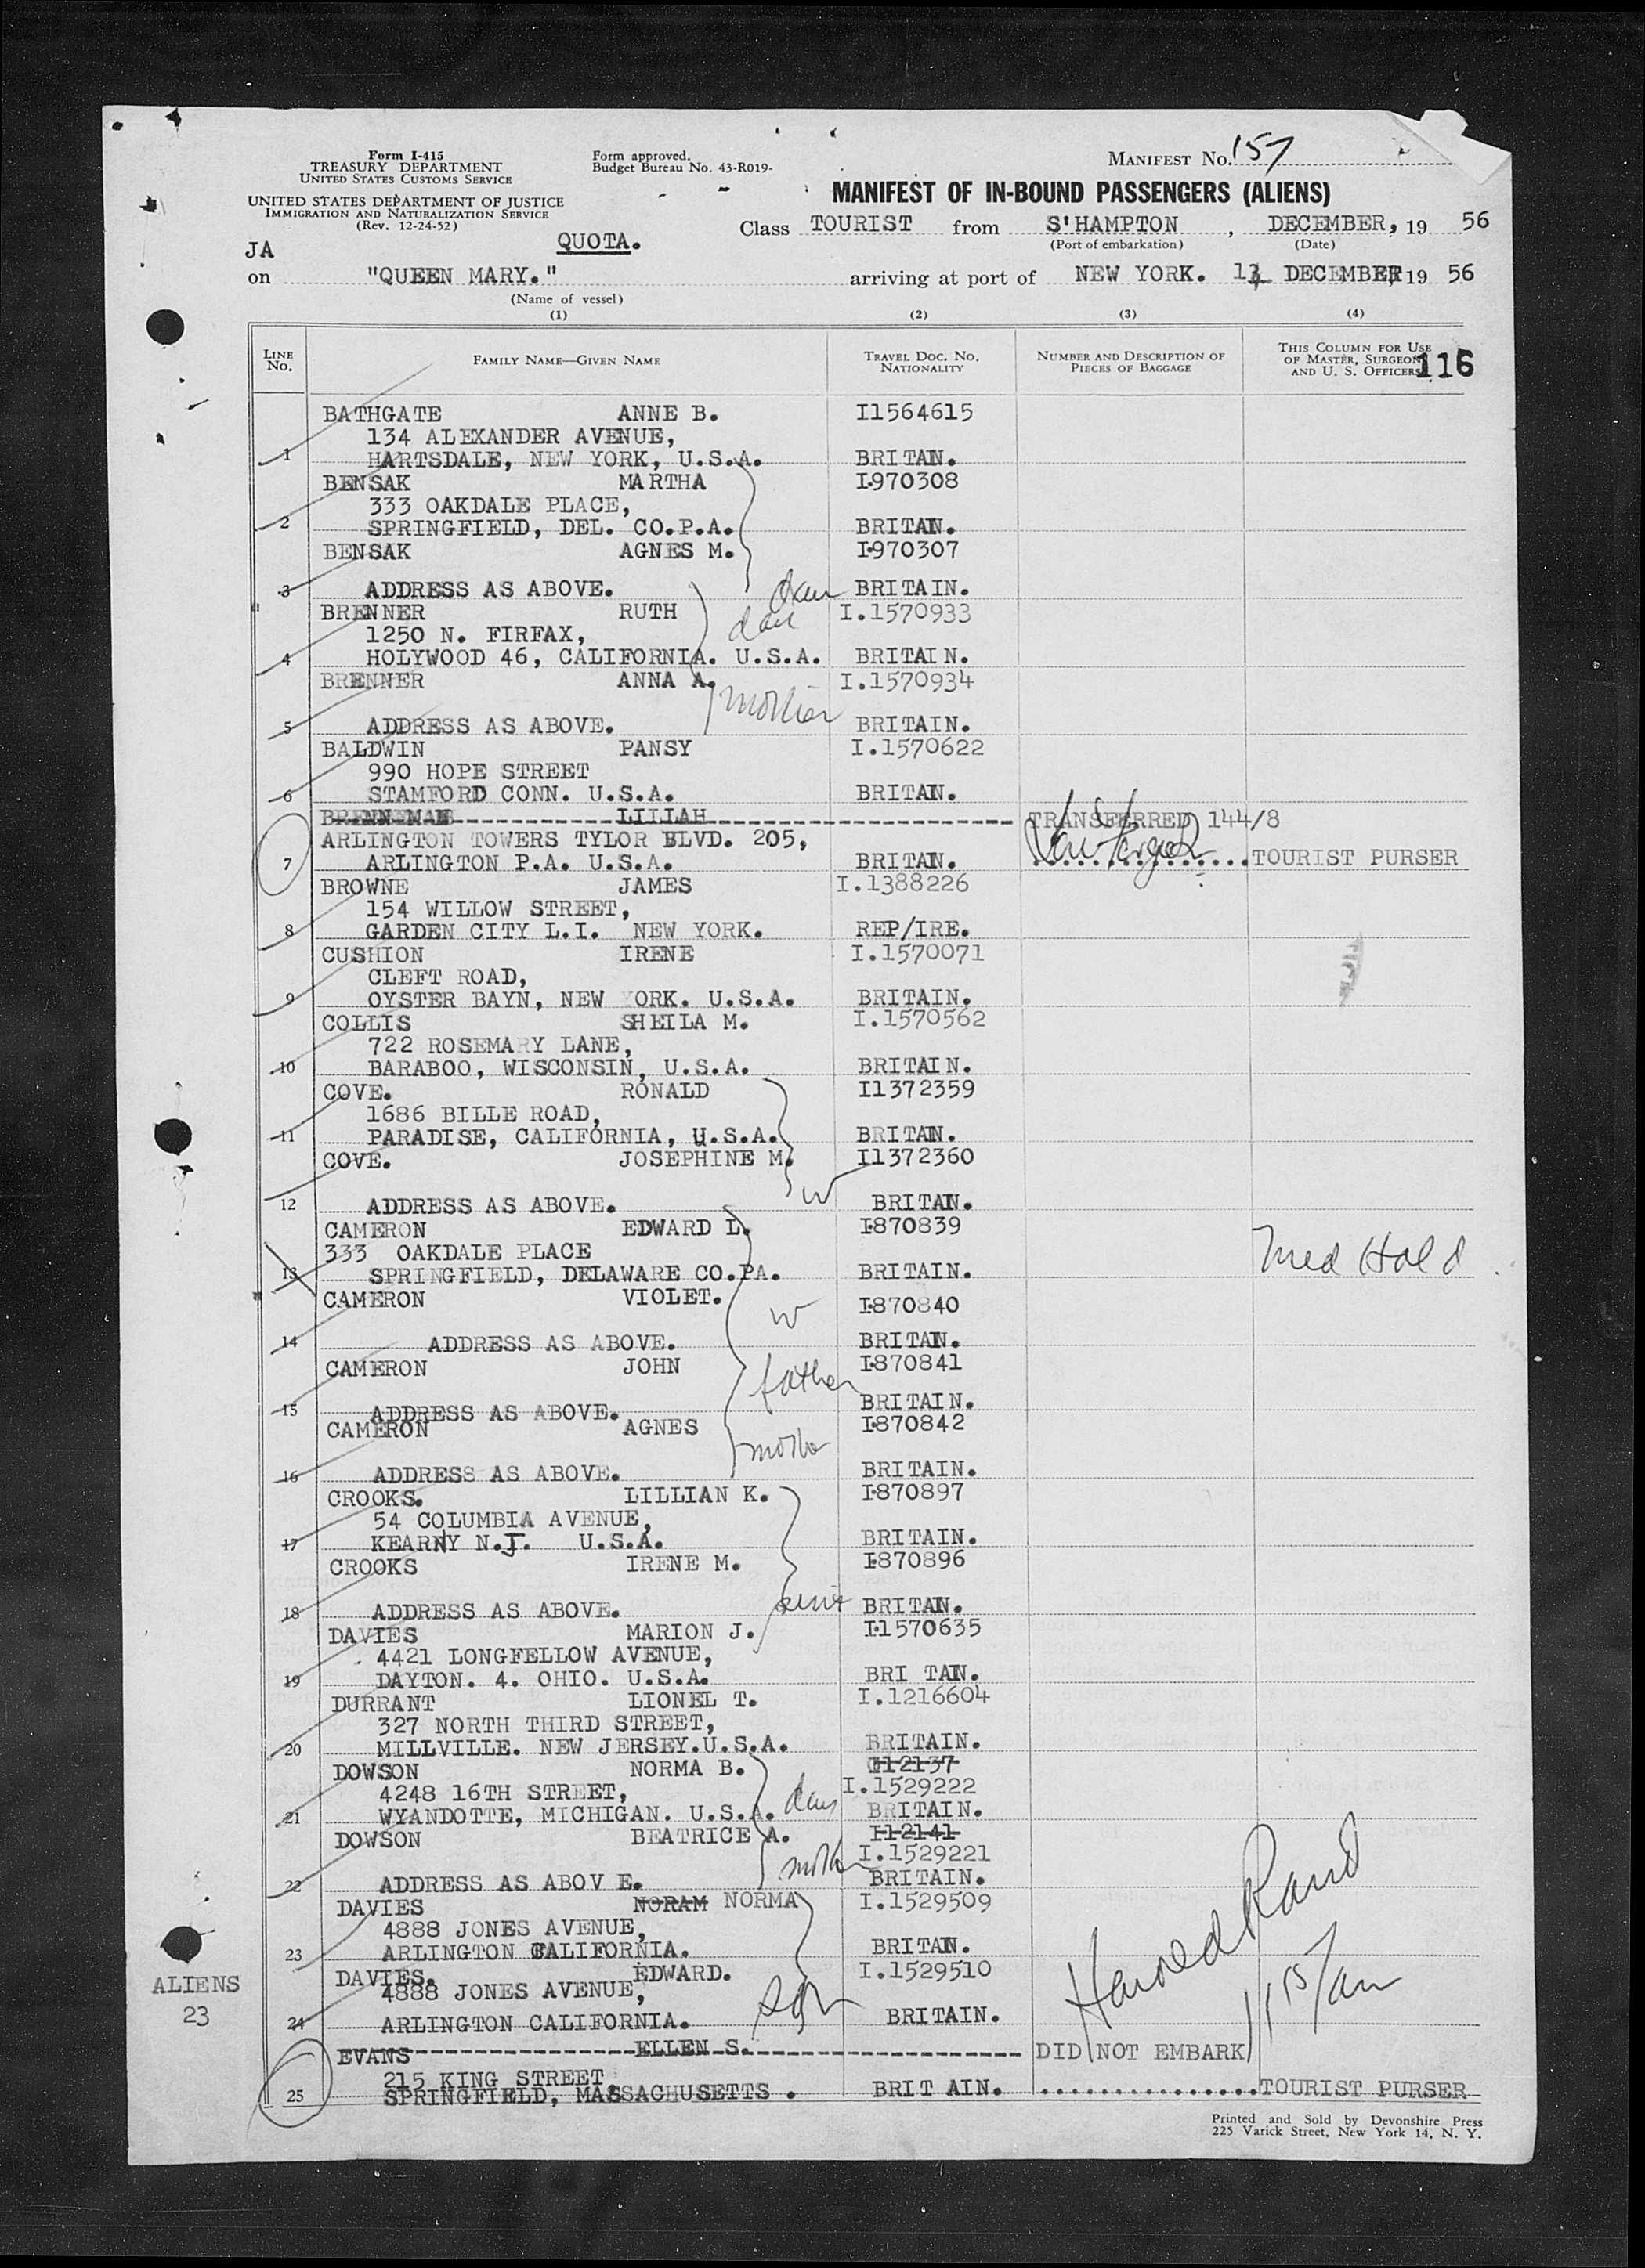 Form I-415
TREASURY DEPARTMENT
UNITED STATES CUSTOMS SERVICE
UNITED STATES DEPARTMENT OF JUSTICE
IMMIGRATION AND NATURALIZATION SERVICE
(Rev. 12-24-52)
Form approved.
Budget Bureau No. 43-R019-
MANIFEST NO. 157
MANIFEST OF IN-BOUND PASSENGERS (ALIENS)
Class TOURIST from S'HAMPTON , DECEMBER, 19 56
(Port of embarkation) (Date)
JA QUOTA.
on "QUEEN MARY." arriving at port of NEW YORK. DECEMBER 19 56
(Name of vessel)
(1) (2) (3) (4)
LINE NO. FAMILY NAME—GIVEN NAME TRAVEL DOC. NO. NATIONALITY NUMBER AND DESCRIPTION OF PIECES OF BAGGAGE THIS COLUMN FOR USE OF MASTER, SURGEON, AND U. S. OFFICERS 116
BATHGATE ANNE B. I1564615
134 ALEXANDER AVENUE,
1 HARTSDALE, NEW YORK, U.S.A. BRITAN.
BENSAK MARTHA I970308
333 OAKDALE PLACE,
2 SPRINGFIELD, DEL. CO.P.A. BRITAN.
BENSAK AGNES M. I970307
3 ADDRESS AS ABOVE. BRITAIN.
BRENNER RUTH dau I.1570933
1250 N. FIRFAX,
4 HOLYWOOD 46, CALIFORNIA. U.S.A. BRITAIN.
BRENNER ANNA A. mother I.1570934
5 ADDRESS AS ABOVE. BRITAIN.
BALDWIN PANSY I.1570622
990 HOPE STREET
6 STAMFORD CONN. U.S.A. BRITAN.
BRENNEMAN LILLAH TRANSFERRED 144/8
ARLINGTON TOWERS TYLOR BLVD. 205,
7 ARLINGTON P.A. U.S.A. BRITAN. TOURIST PURSER
BROWNE JAMES I.1388226
154 WILLOW STREET,
8 GARDEN CITY L.I. NEW YORK. REP/IRE.
CUSHION IRENE I.1570071
CLEFT ROAD,
9 OYSTER BAYN, NEW YORK. U.S.A. BRITAIN.
COLLIS SHEILA M. I.1570562
722 ROSEMARY LANE,
10 BARABOO, WISCONSIN, U.S.A. BRITAIN.
COVE. RONALD I1372359
1686 BILLE ROAD,
11 PARADISE, CALIFORNIA, U.S.A. BRITAN.
COVE. JOSEPHINE M. I1372360
12 ADDRESS AS ABOVE. W BRITAN.
CAMERON EDWARD L. I870839
333 OAKDALE PLACE
13 SPRINGFIELD, DELAWARE CO.PA. BRITAIN. Med Hold
CAMERON VIOLET. W I870840
14 ADDRESS AS ABOVE. BRITAN.
CAMERON JOHN father I870841
15 ADDRESS AS ABOVE. BRITAIN.
CAMERON AGNES mother I870842
16 ADDRESS AS ABOVE. BRITAIN.
CROOKS. LILLIAN K. I870897
54 COLUMBIA AVENUE,
17 KEARNY N.J. U.S.A. BRITAIN.
CROOKS IRENE M. I870896
18 ADDRESS AS ABOVE. BRITAN.
DAVIES MARION J. I1570635
4421 LONGFELLOW AVENUE,
19 DAYTON. 4. OHIO. U.S.A. BRI TAN.
DURRANT LIONEL T. I.1216604
327 NORTH THIRD STREET,
20 MILLVILLE. NEW JERSEY.U.S.A. BRITAIN.
DOWSON NORMA B. I12137
4248 16TH STREET, I.1529222
21 WYANDOTTE, MICHIGAN. U.S.A. dau BRITAIN.
DOWSON BEATRICE A. I12141
mother I.1529221
22 ADDRESS AS ABOV E. BRITAIN.
DAVIES NORAM NORMA I.1529509
4888 JONES AVENUE,
23 ARLINGTON CALIFORNIA. BRITAN.
DAVIES. EDWARD. I.1529510
4888 JONES AVENUE,
24 ARLINGTON CALIFORNIA. son BRITAIN.
Harold Rand
EVANS ELLEN S. DID NOT EMBARK
215 KING STREET,
25 SPRINGFIELD, MASSACHUSETTS . BRIT AIN. TOURIST PURSER
ALIENS
23
Printed and Sold by Devonshire Press
225 Varick Street, New York 14, N. Y.